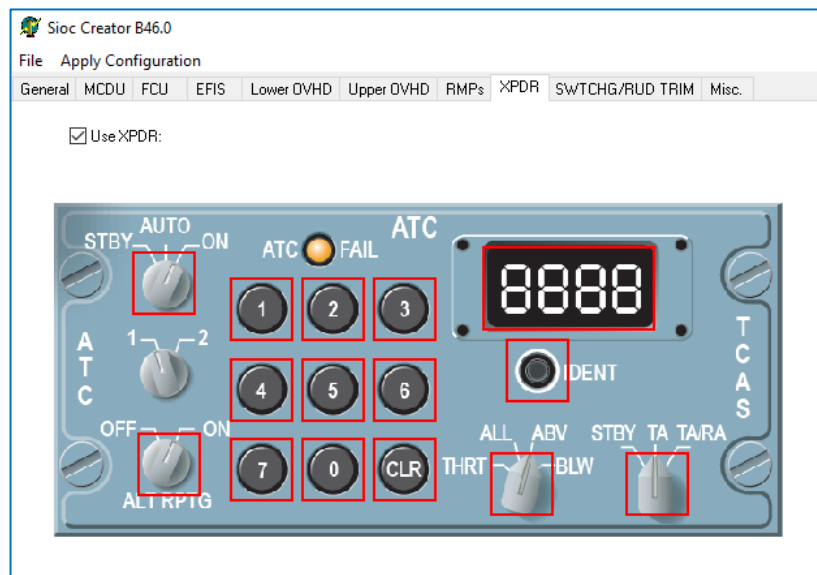 Sioc Creator B46.0
File Apply Configuration
General MCDU FCU EFIS Lower OVHD Upper OVHD RMPs XPDR SWTCHG/RUD TRIM Misc.
Use XPDR:
STBY AUTO ON
ATC FAIL
ATC
8888
1 2 3
1 2
ATC
IDENT
TCAS
4 5 6
OFF ON
ALT RPTG
7 0 CLR
THRT ALL ABV BLW
STBY TA TA/RA